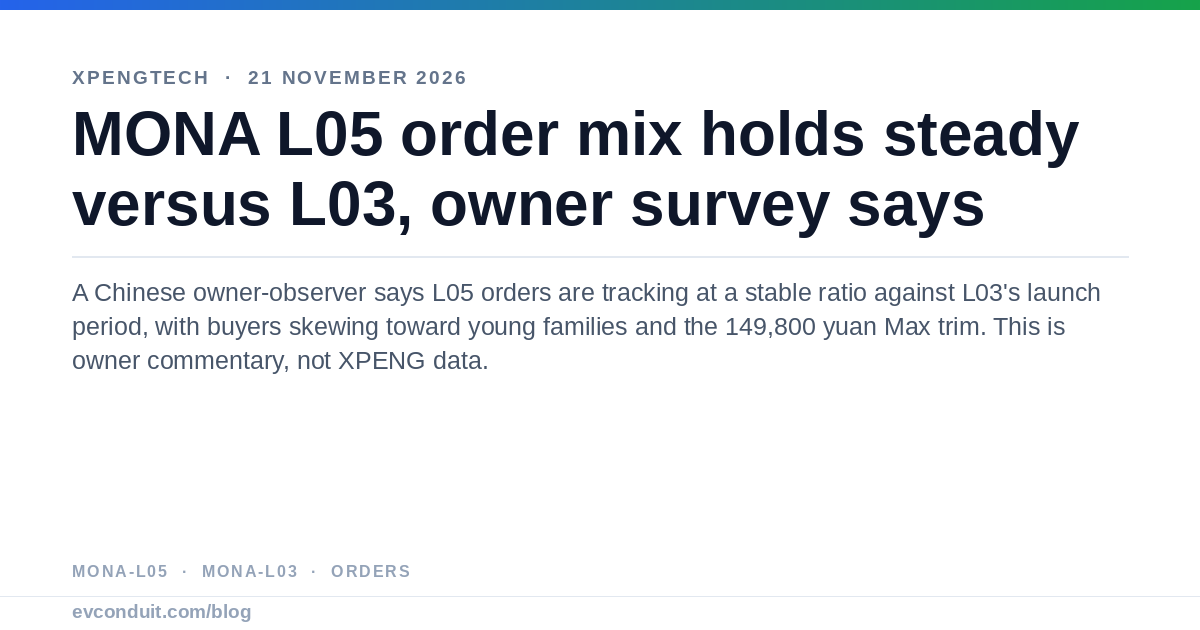 XPENGTECH · 21 NOVEMBER 2026
MONA L05 order mix holds steady
versus L03, owner survey says
A Chinese owner-observer says L05 orders are tracking at a stable ratio against L03's launch
period, with buyers skewing toward young families and the 149,800 yuan Max trim. This is
owner commentary, not XPENG data.
MONA-L05 · MONA-L03 · ORDERS
evconduit.com/blog